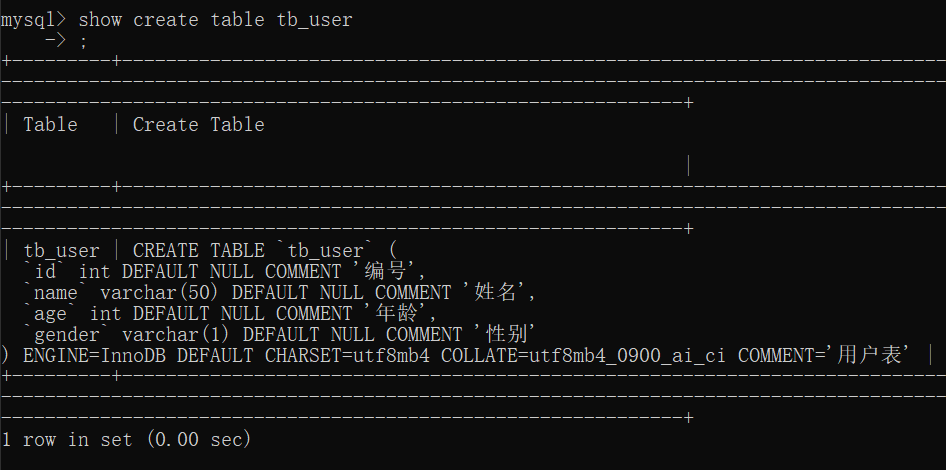 mysql> show create table tb_user
    -> ;
+---------+---------------------------------------------------------------------------
--------------------------------------------------------------------------------------
--------------------------------------------------------------+
| Table   | Create Table
|
+---------+---------------------------------------------------------------------------
--------------------------------------------------------------------------------------
--------------------------------------------------------------+
| tb_user | CREATE TABLE `tb_user` (
  `id` int DEFAULT NULL COMMENT '编号',
  `name` varchar(50) DEFAULT NULL COMMENT '姓名',
  `age` int DEFAULT NULL COMMENT '年龄',
  `gender` varchar(1) DEFAULT NULL COMMENT '性别'
) ENGINE=InnoDB DEFAULT CHARSET=utf8mb4 COLLATE=utf8mb4_0900_ai_ci COMMENT='用户表' |
+---------+---------------------------------------------------------------------------
--------------------------------------------------------------------------------------
--------------------------------------------------------------+
1 row in set (0.00 sec)